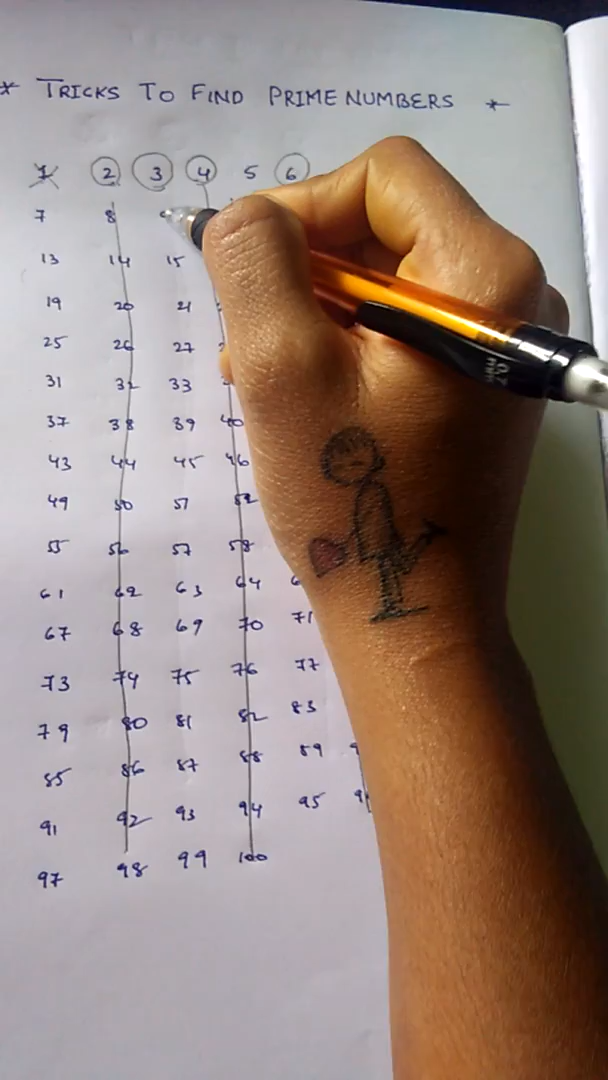 * TRICKS TO FIND PRIME NUMBERS *
1 2 3 4 5 6
7 8
13 14 15
19 20 21
25 26 27
31 32 33
37 38 39 40
43 44 45 46
49 50 51 52
55 56 57 58
61 62 63 64
67 68 69 70 71
73 74 75 76 77
79 80 81 82 83
85 86 87 88 89
91 92 93 94 95
97 98 99 100